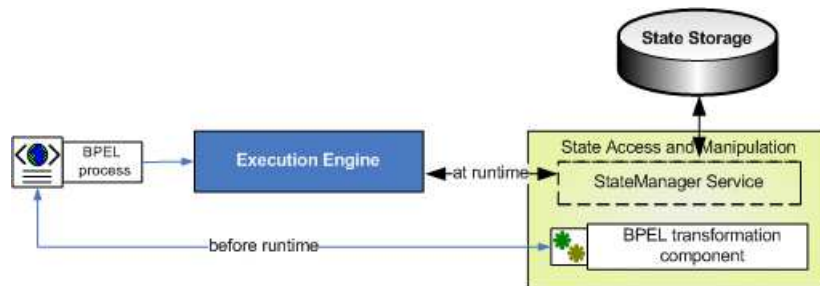 State Storage
BPEL
process
Execution Engine
at runtime
State Access and Manipulation
StateManager Service
before runtime
BPEL transformation
component